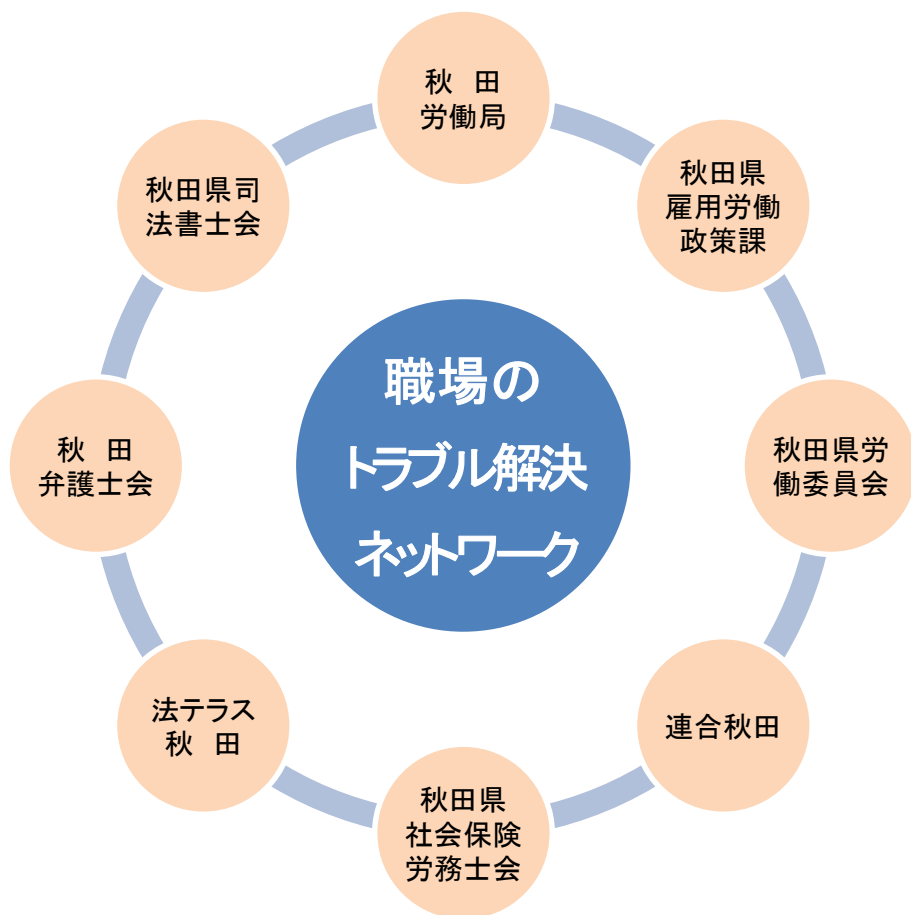 秋　田
労働局
秋田県
雇用労働
政策課
秋田県労
働委員会
連合秋田
秋田県
社会保険
労務士会
法テラス
秋　田
秋　田
弁護士会
秋田県司
法書士会
職場の
トラブル解決
ネットワーク